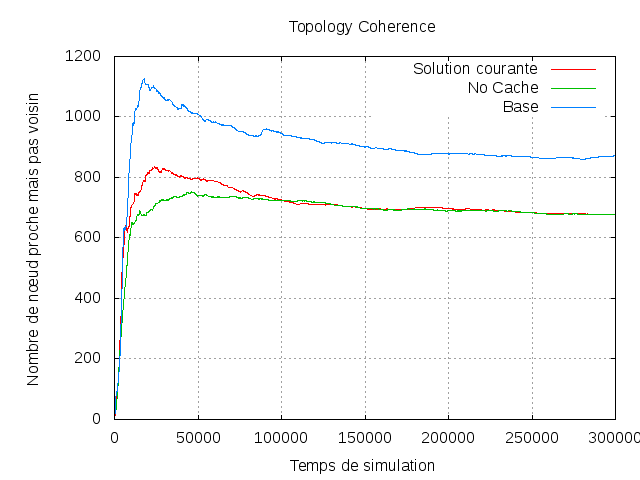 Topology Coherence
Nombre de nœud proche mais pas voisin
1200
1000
800
600
400
200
0
Solution courante
No Cache
Base
0 50000 100000 150000 200000 250000 300000
Temps de simulation